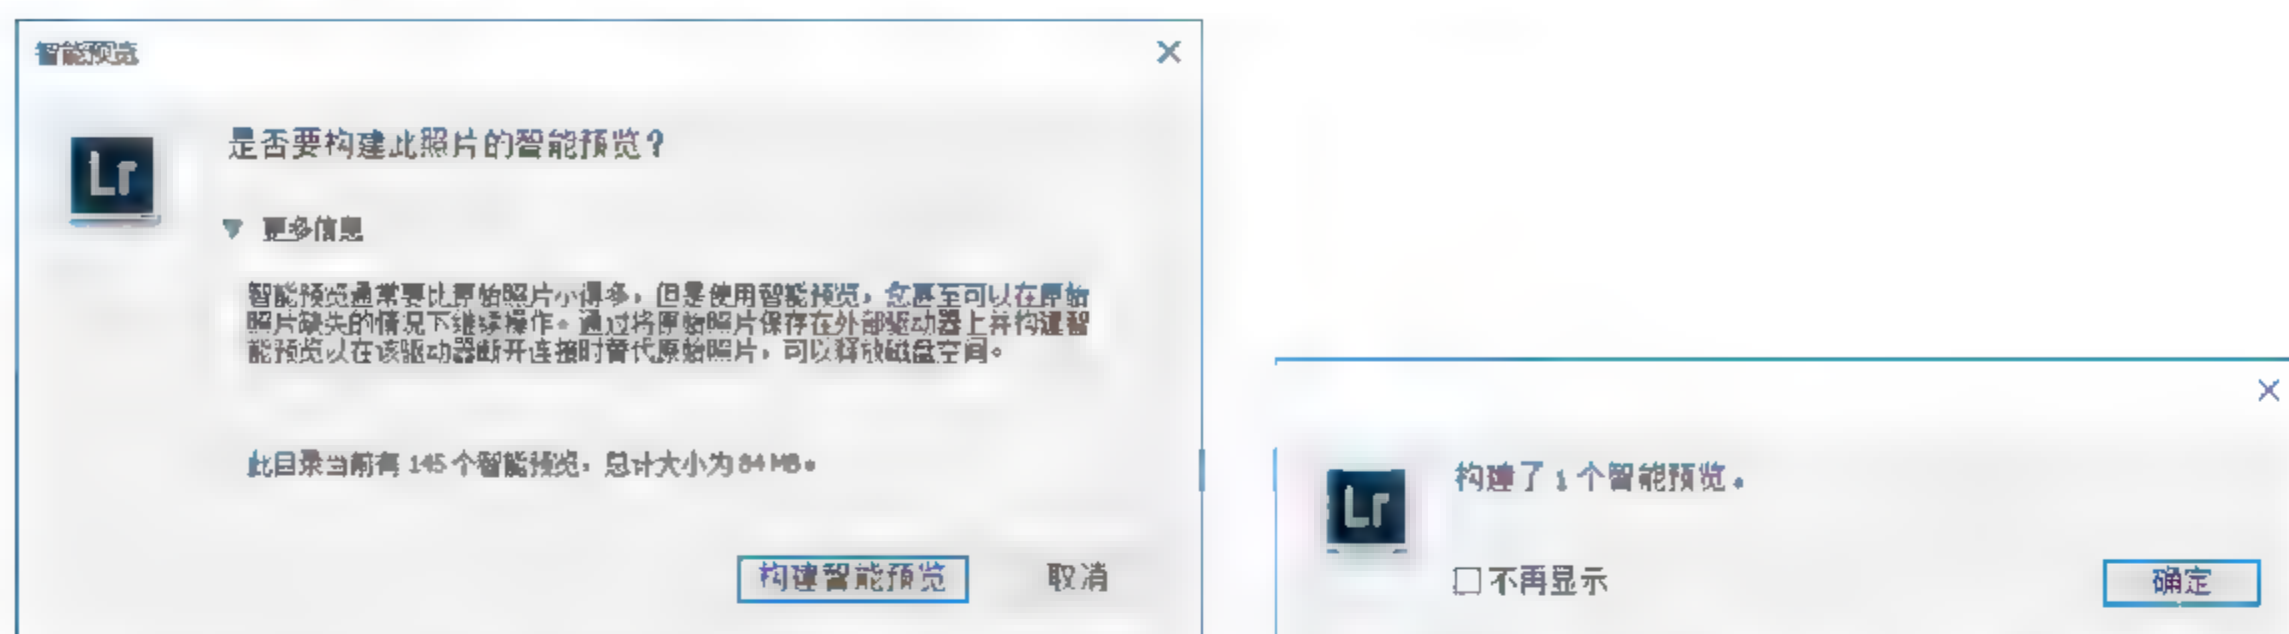 智能预览
Lr
是否要构建此照片的智能预览？
更多信息
智能预览通常要比原始照片小得多，但是使用智能预览，您甚至可以在原始
照片缺失的情况下继续操作。通过将原始照片保存在外部驱动器上并构建智
能预览以在该驱动器断开连接时替代原始照片，可以释放磁盘空间。
此目录当前有 145 个智能预览，总计大小为 84 MB。
构建智能预览
取消
Lr
构建了 1 个智能预览。
不再显示
确定